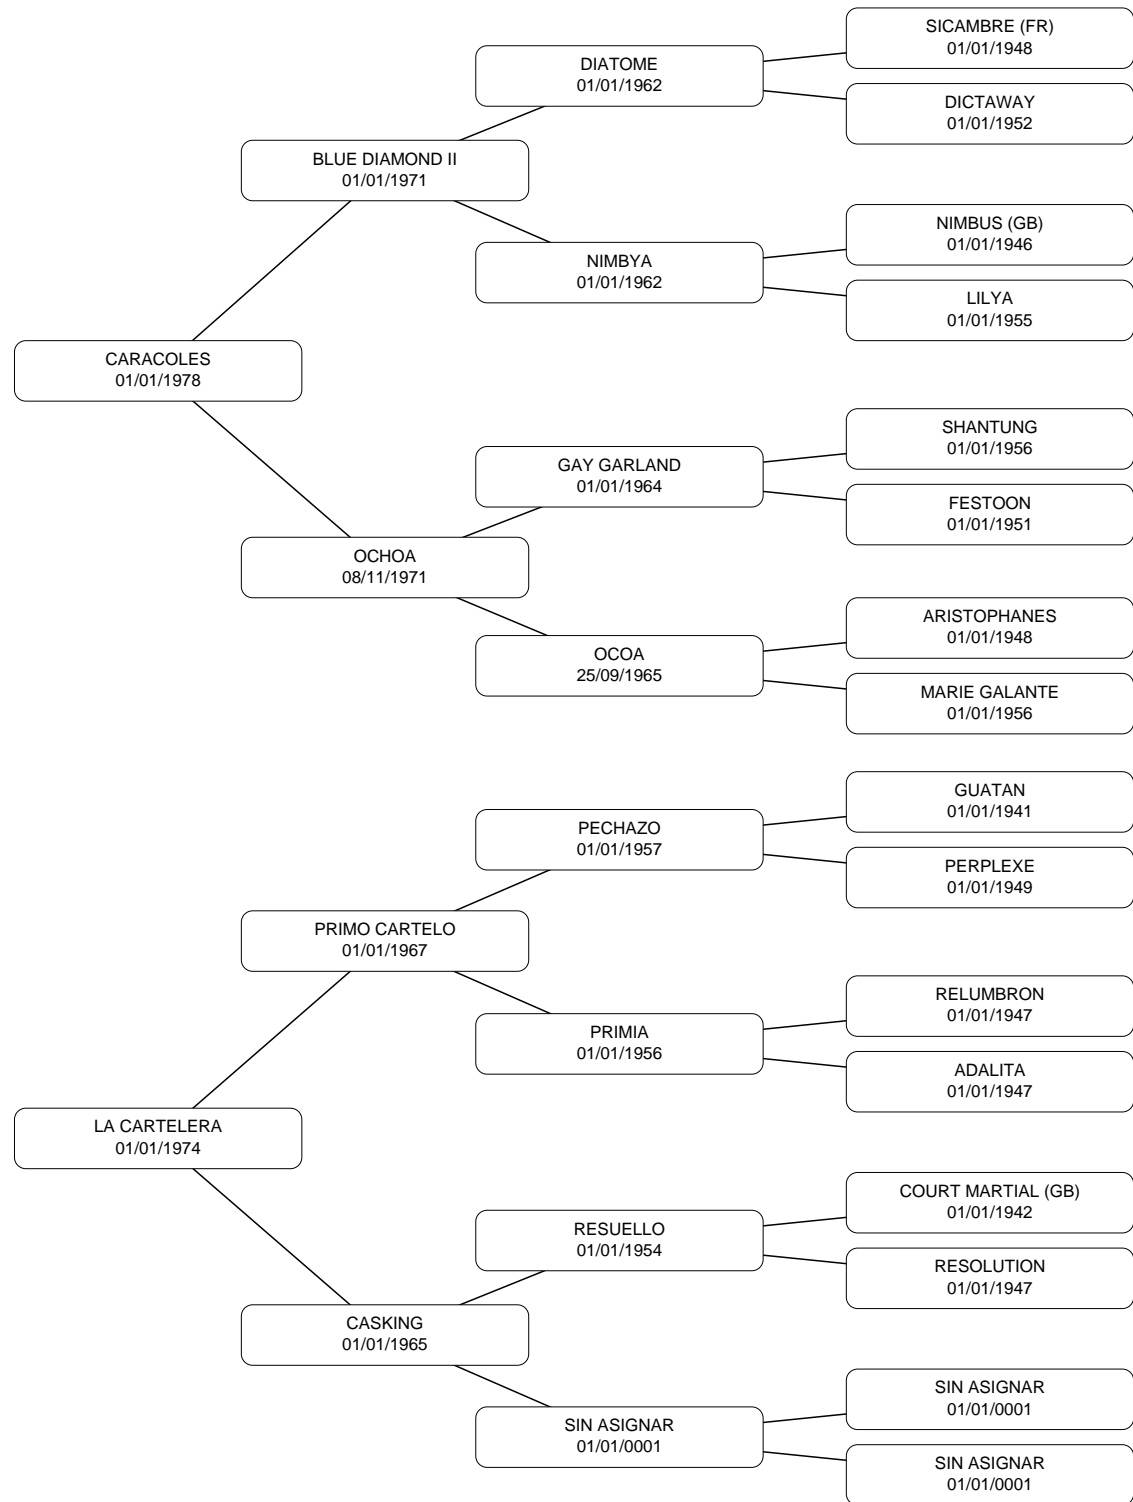 SICAMBRE (FR)
01/01/1948
DIATOME
01/01/1962
DICTAWAY
01/01/1952
BLUE DIAMOND II
01/01/1971
NIMBUS (GB)
01/01/1946
NIMBYA
01/01/1962
LILYA
01/01/1955
CARACOLES
01/01/1978
SHANTUNG
01/01/1956
GAY GARLAND
01/01/1964
FESTOON
01/01/1951
OCHOA
08/11/1971
ARISTOPHANES
01/01/1948
OCOA
25/09/1965
MARIE GALANTE
01/01/1956
GUATAN
01/01/1941
PECHAZO
01/01/1957
PERPLEXE
01/01/1949
PRIMO CARTELO
01/01/1967
RELUMBRON
01/01/1947
PRIMIA
01/01/1956
ADALITA
01/01/1947
LA CARTELERA
01/01/1974
COURT MARTIAL (GB)
01/01/1942
RESUELLO
01/01/1954
RESOLUTION
01/01/1947
CASKING
01/01/1965
SIN ASIGNAR
01/01/0001
SIN ASIGNAR
01/01/0001
SIN ASIGNAR
01/01/0001